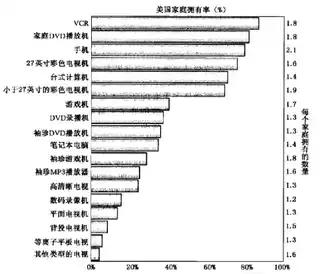 美国家庭拥有率（%）
VCR 1.8
家庭DVD播放机 1.8
手机 2.1
27英寸彩色电视机 1.6
台式计算机 1.4
小于27英寸的彩色电视机 1.9
游戏机 1.7
DVD录播机 1.3
袖珍DVD播放机 1.3
笔记本电脑 1.4
袖珍游戏机 1.8
袖珍MP3播放器 1.6
高清晰电视 1.3
数码录像机 1.2
平面电视机 1.3
背投电视机 1.5
等离子平板电视 1.3
其他类型的电视 1.6
每个家庭拥有的数量
0% 20% 40% 60% 80% 100%